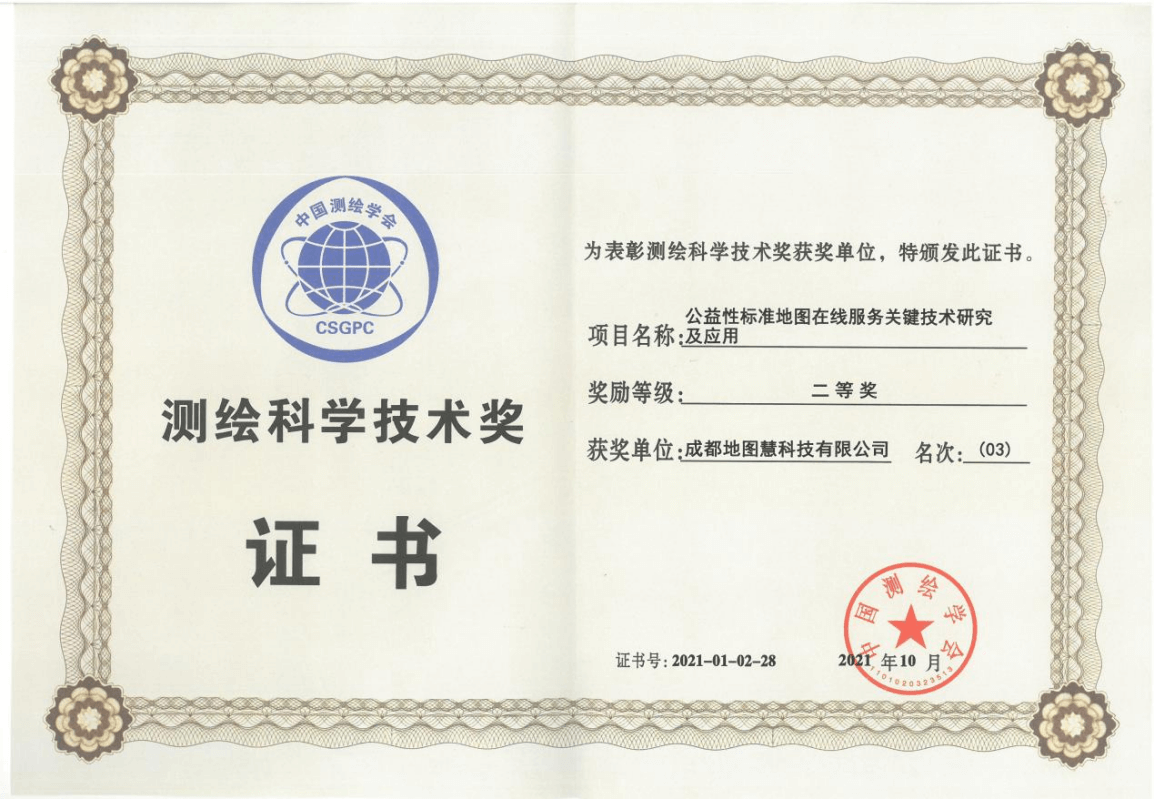 中国测绘学会
CSGPC
测绘科学技术奖
证书
为表彰测绘科学技术奖获奖单位，特颁发此证书。
项目名称:公益性标准地图在线服务关键技术研究
及应用
奖励等级:二等奖
获奖单位:成都地图慧科技有限公司 名次:(03)
证书号:2021-01-02-28
2021年10月
中国测绘学会
1101020323513